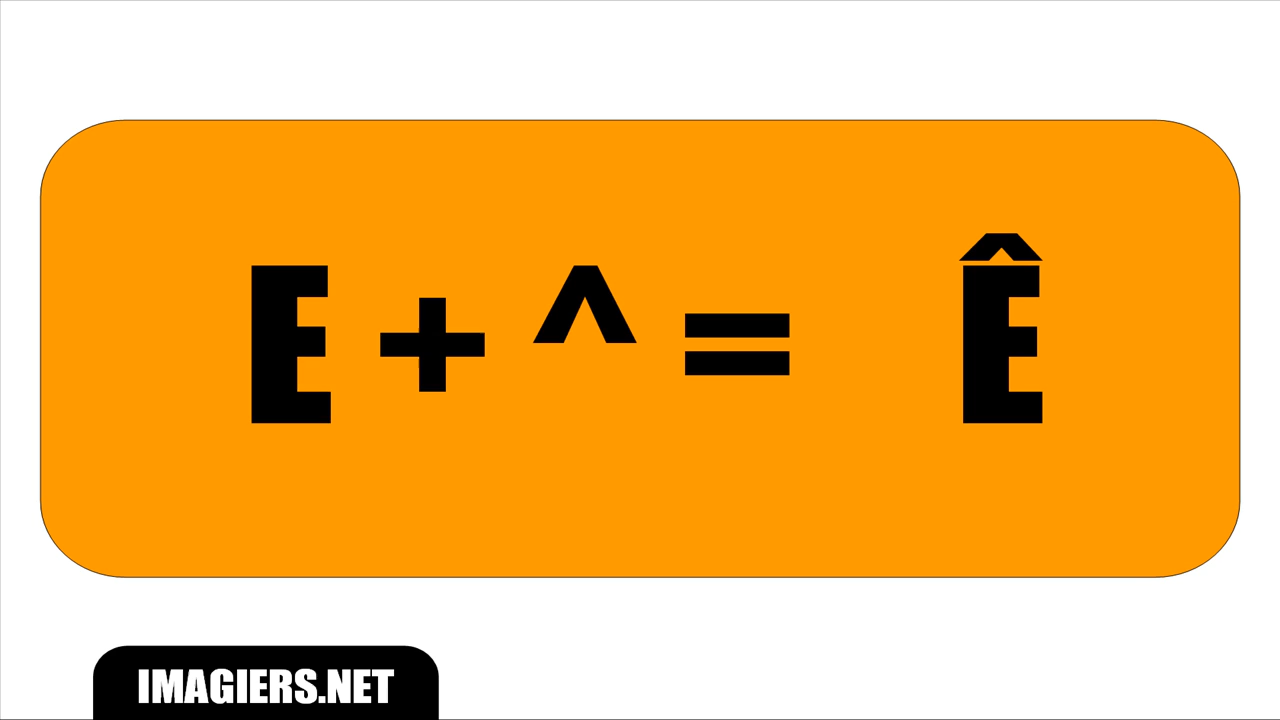 E + ^ = Ê
IMAGIERS.NET